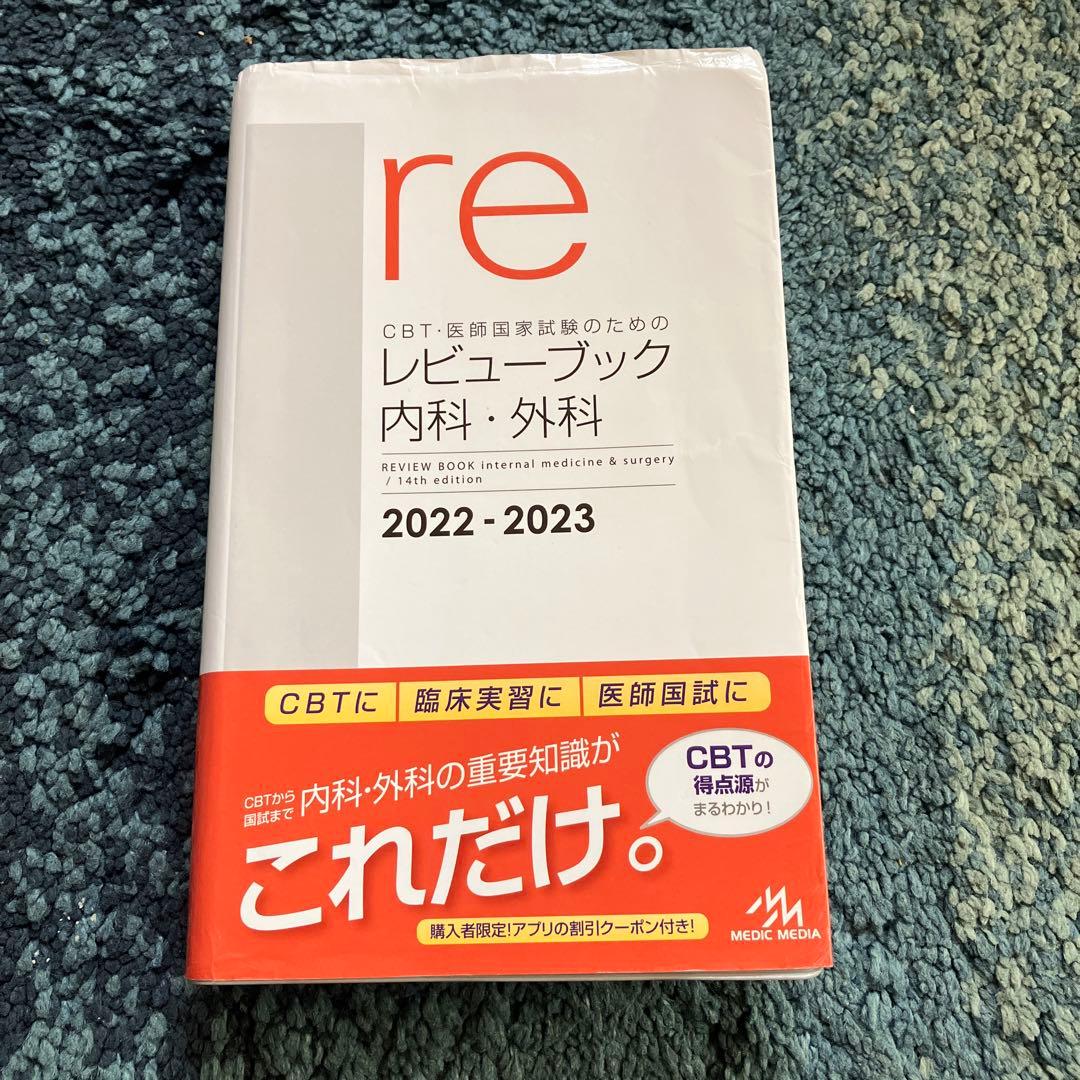 re
CBT・医師国家試験のための
レビューブック
内科・外科
REVIEW BOOK internal medicine & surgery
/ 14th edition
2022-2023
CBTに 臨床実習に 医師国試に
CBTから
国試まで
内科・外科の重要知識が
これだけ。
CBTの
得点源が
まるわかり!
購入者限定!アプリの割引クーポン付き!
MEDIC MEDIA